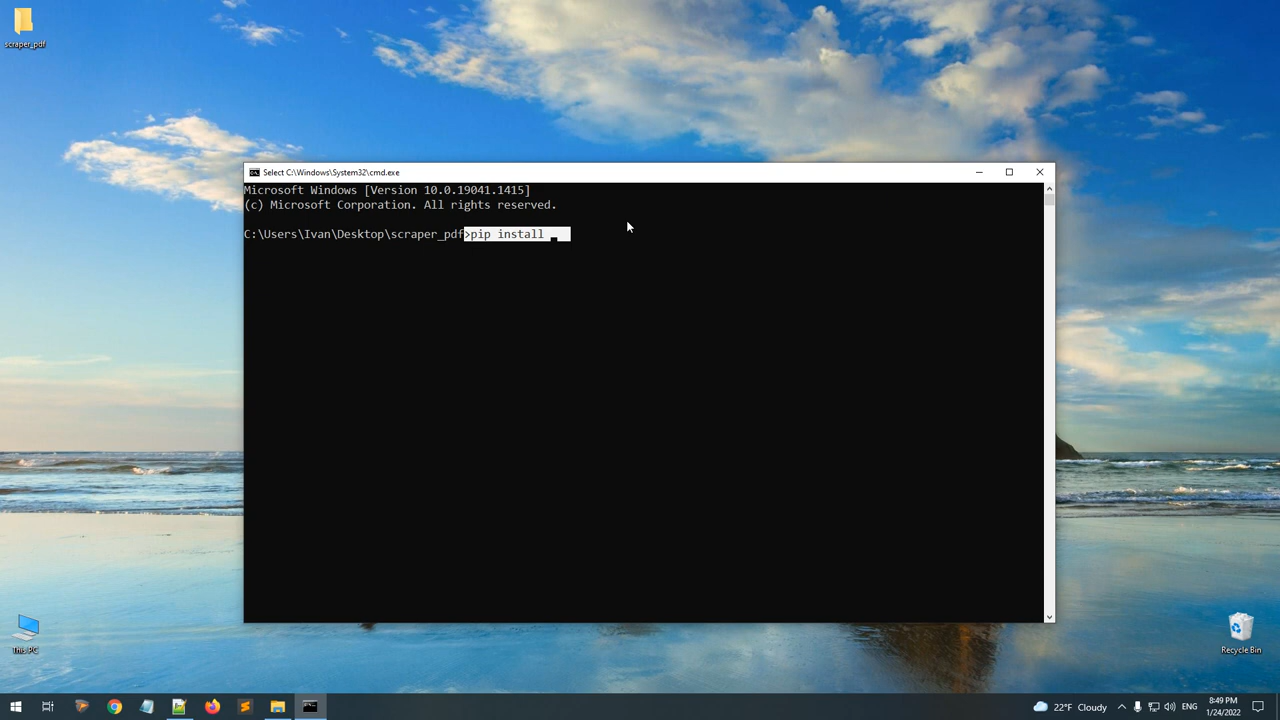 scraper_pdf
Select C:\Windows\System32\cmd.exe
Microsoft Windows [Version 10.0.19041.1415]
(c) Microsoft Corporation. All rights reserved.
C:\Users\Ivan\Desktop\scraper_pdf>pip install _
This PC
Recycle Bin
22°F Cloudy
ENG
8:49 PM
1/24/2022